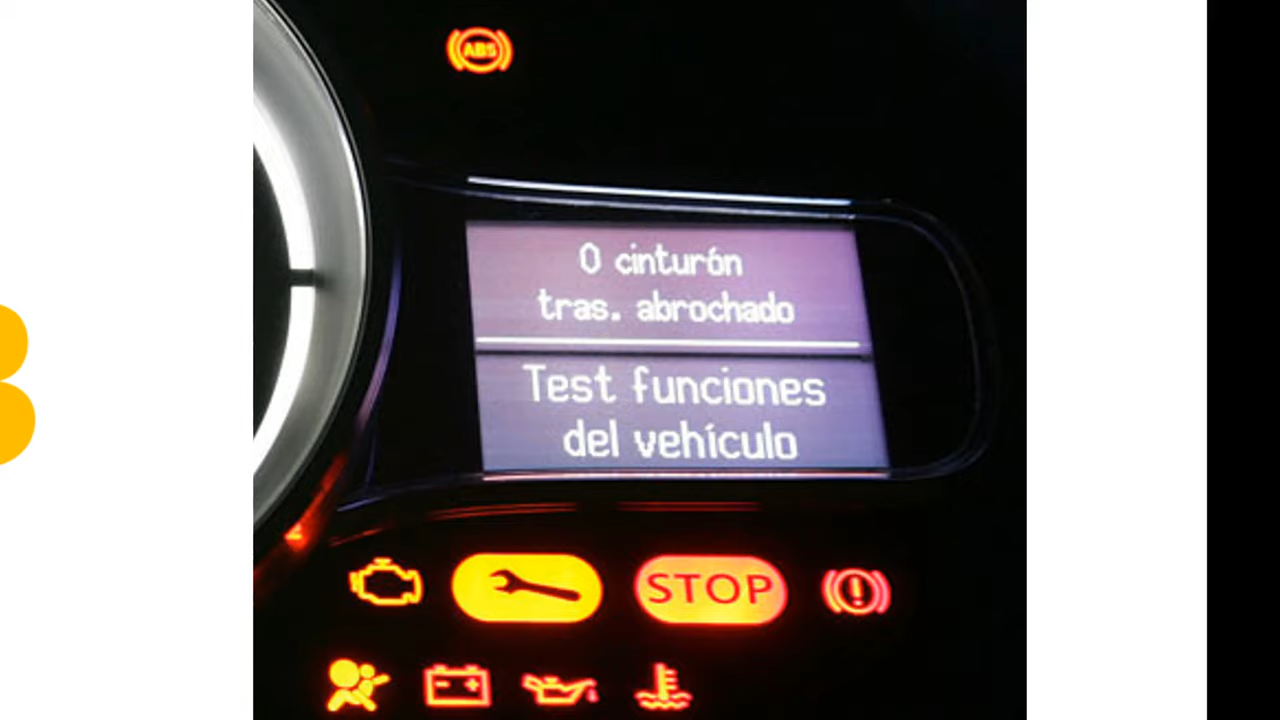 ABS
0 cinturón
tras. abrochado
Test funciones
del vehículo
STOP